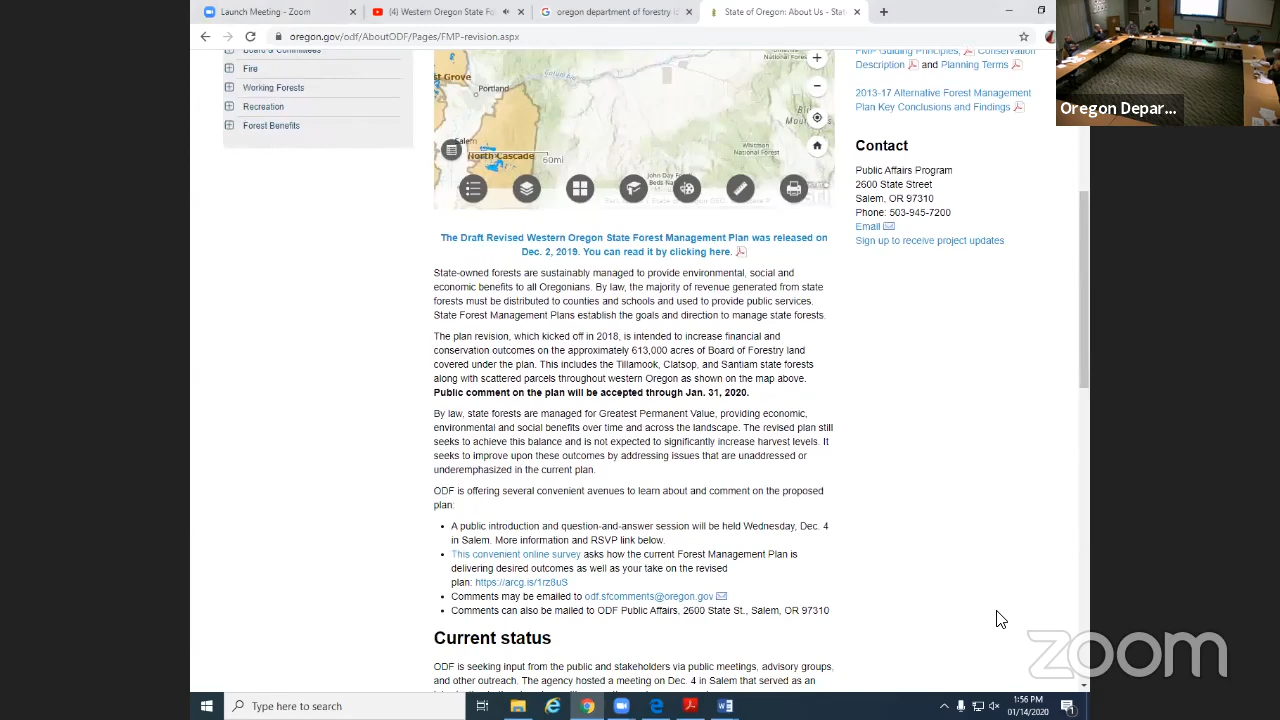 Launch Meeting - Zoom
(4) Western Oregon State Fo
oregon department of forestry i
State of Oregon: About Us - Stat
oregon.gov/odf/AboutODF/Pages/FMP-revision.aspx
Board & Committees
Fire
Working Forests
Recreation
Forest Benefits
st Grove
Portland
Salem
North Cascade
60mi
National Forest
Whitman
National Forest
The Draft Revised Western Oregon State Forest Management Plan was released on
Dec. 2, 2019. You can read it by clicking here.
State-owned forests are sustainably managed to provide environmental, social and
economic benefits to all Oregonians. By law, the majority of revenue generated from state
forests must be distributed to counties and schools and used to provide public services.
State Forest Management Plans establish the goals and direction to manage state forests.
The plan revision, which kicked off in 2018, is intended to increase financial and
conservation outcomes on the approximately 613,000 acres of Board of Forestry land
covered under the plan. This includes the Tillamook, Clatsop, and Santiam state forests
along with scattered parcels throughout western Oregon as shown on the map above.
Public comment on the plan will be accepted through Jan. 31, 2020.
By law, state forests are managed for Greatest Permanent Value, providing economic,
environmental and social benefits over time and across the landscape. The revised plan still
seeks to achieve this balance and is not expected to significantly increase harvest levels. It
seeks to improve upon these outcomes by addressing issues that are unaddressed or
underemphasized in the current plan.
ODF is offering several convenient avenues to learn about and comment on the proposed
plan:
• A public introduction and question-and-answer session will be held Wednesday, Dec. 4
in Salem. More information and RSVP link below.
• This convenient online survey asks how the current Forest Management Plan is
delivering desired outcomes as well as your take on the revised
plan: https://arcg.is/1rz8uS
• Comments may be emailed to odf.sfcomments@oregon.gov
• Comments can also be mailed to ODF Public Affairs, 2600 State St., Salem, OR 97310
Current status
ODF is seeking input from the public and stakeholders via public meetings, advisory groups,
and other outreach. The agency hosted a meeting on Dec. 4 in Salem that served as an
FMP Guiding Principles, Conservation
Description and Planning Terms
2013-17 Alternative Forest Management
Plan Key Conclusions and Findings
Contact
Public Affairs Program
2600 State Street
Salem, OR 97310
Phone: 503-945-7200
Email
Sign up to receive project updates
Oregon Depar...
zoom
Type here to search
1:56 PM
01/14/2020